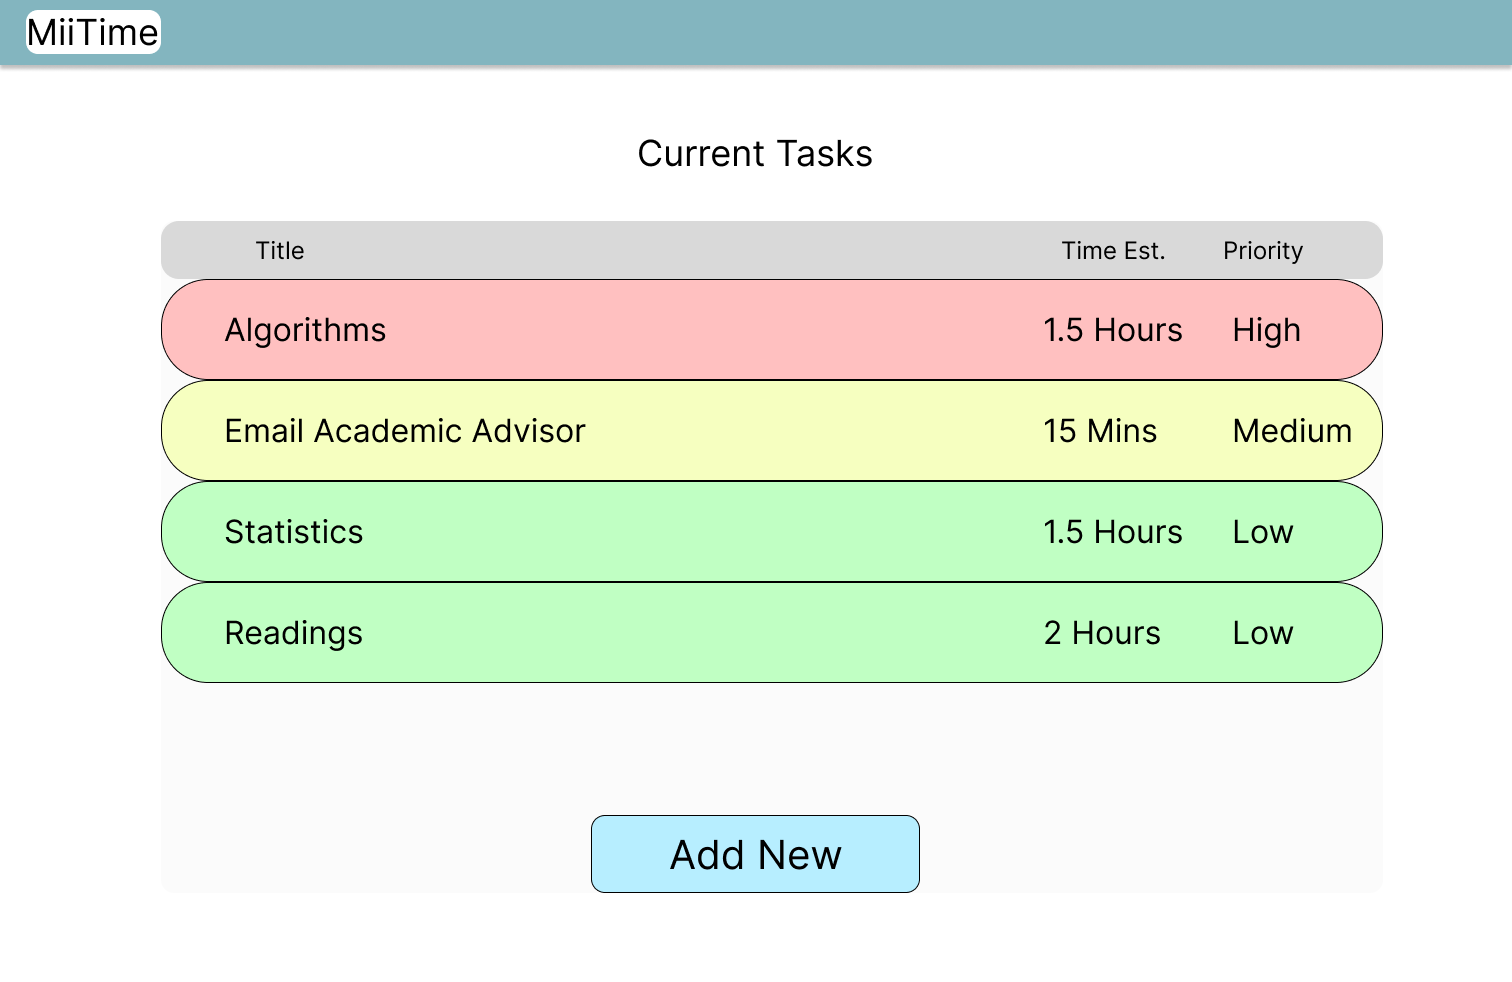 MiiTime
Current Tasks
Title Time Est. Priority
Algorithms 1.5 Hours High
Email Academic Advisor 15 Mins Medium
Statistics 1.5 Hours Low
Readings 2 Hours Low
Add New